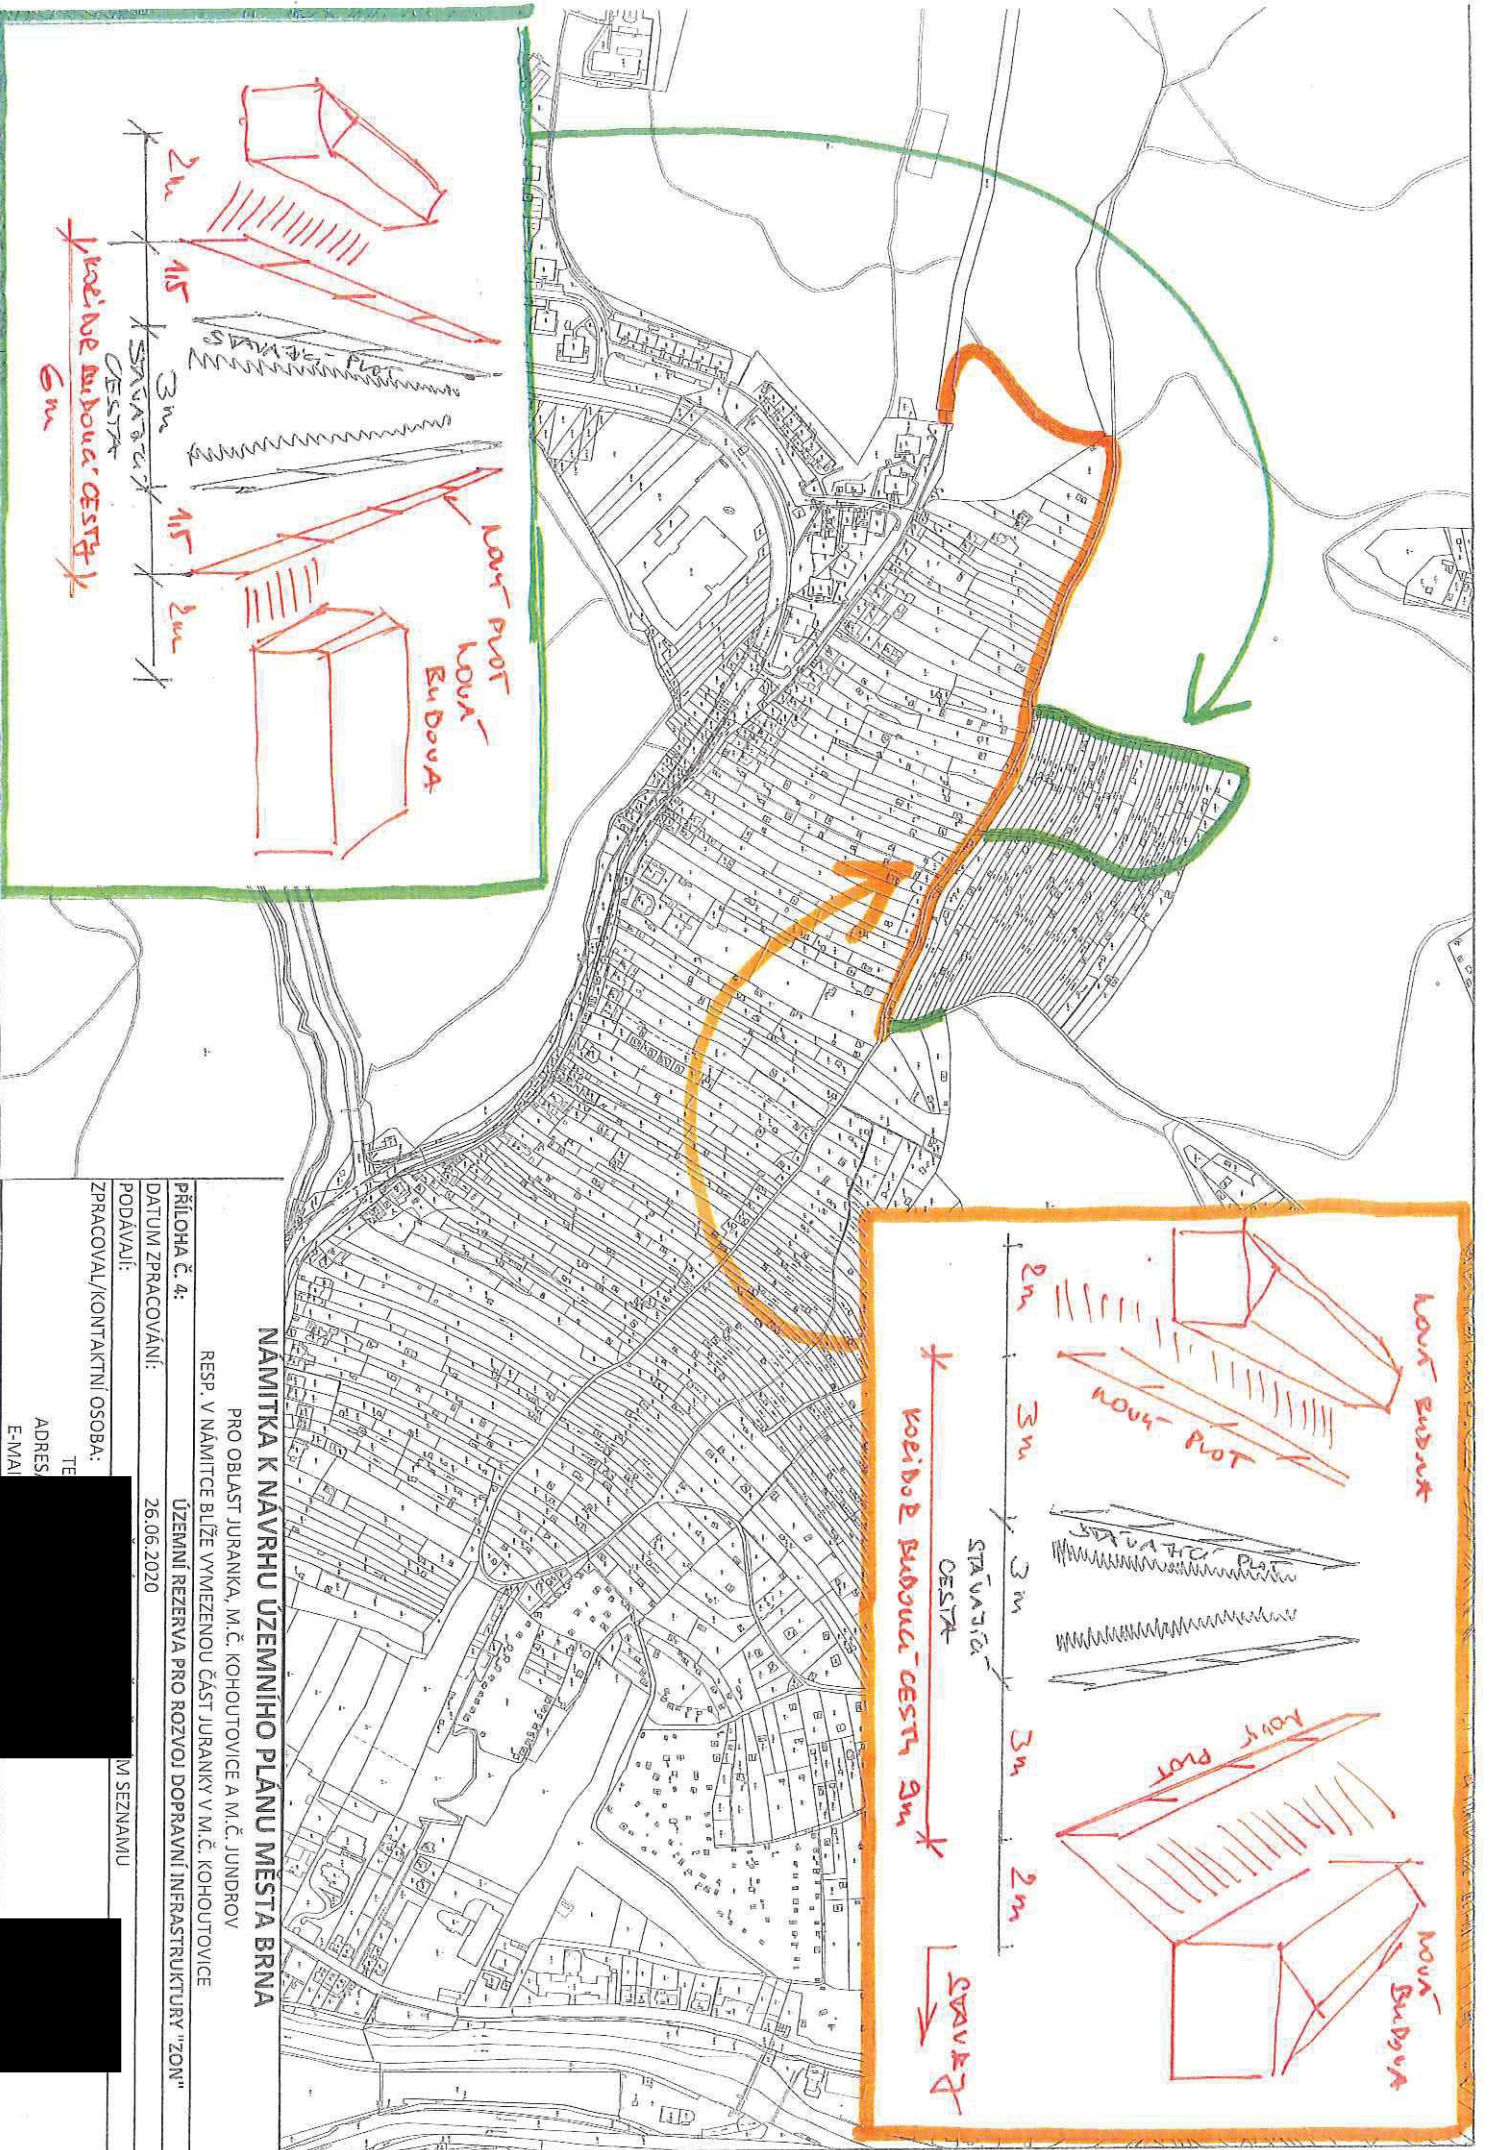 2m
1,5
3m
1,5
2m
STÁVAJÍCÍ
CESTA
KORIDOR BUDOUCÍ CESTY
6m
STÁVAJÍCÍ PLOT
NOVÝ PLOT
NOVÁ
BUDOVA
NOVÁ BUDOVA
NOVÝ PLOT
STÁVAJÍCÍ PLOT
NOVÝ
PLOT
NOVÁ
BUDOVA
2m
3m
3m
3m
2m
STÁVAJÍCÍ
CESTA
KORIDOR BUDOUCÍ CESTY 9m
NÁMITKA K NÁVRHU ÚZEMNÍHO PLÁNU MĚSTA BRNA
PRO OBLAST JURANKA, M.Č. KOHOUTOVICE A M.Č. JUNDROV
RESP. V NÁMITCE BLÍŽE VYMEZENOU ČÁST JURANKY V M.Č. KOHOUTOVICE
PŘÍLOHA Č. 4: ÚZEMNÍ REZERVA PRO ROZVOJ DOPRAVNÍ INFRASTRUKTURY "ZON"
DATUM ZPRACOVÁNÍ: 26.06.2020
PODÁVAJÍ: M SEZNAMU
ZPRACOVAL/KONTAKTNÍ OSOBA:
TE
ADRESA
E-MAI